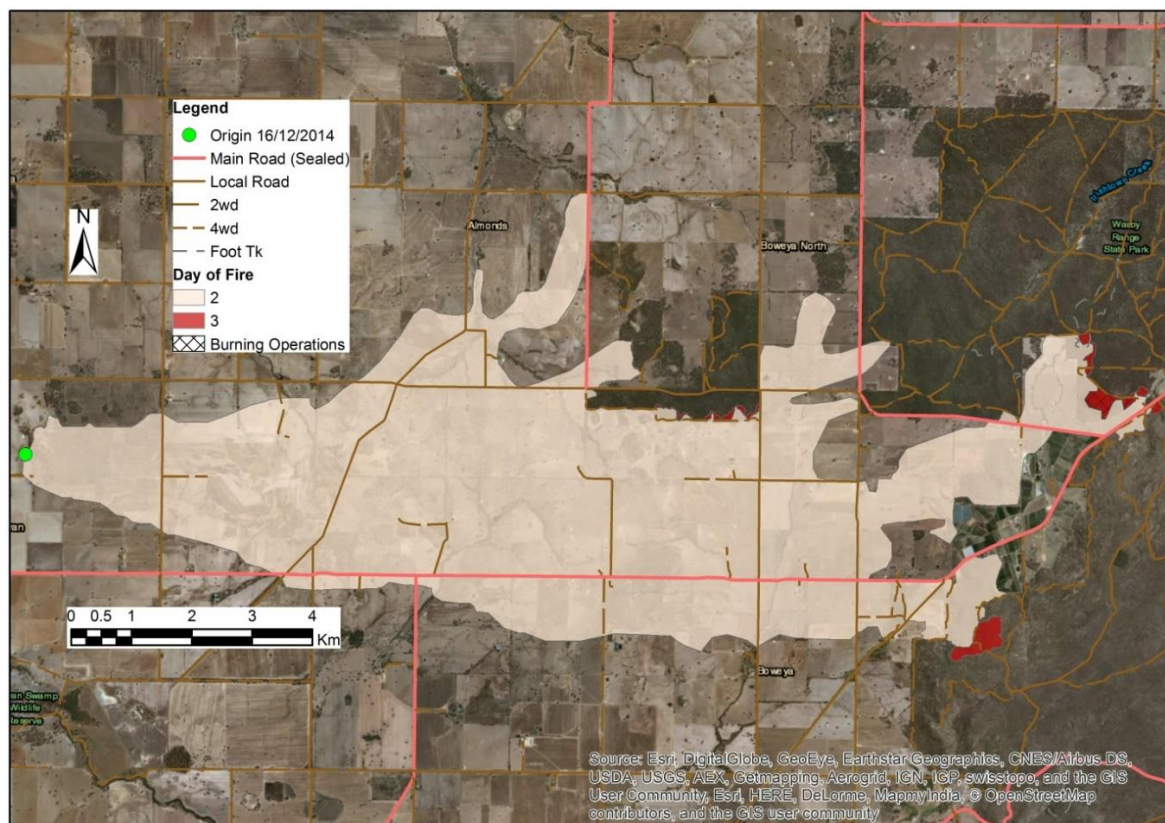 Legend
Origin 16/12/2014
Main Road (Sealed)
Local Road
2wd
4wd
Foot Tk
Day of Fire
2
3
Burning Operations
N
Almonds
Boweya North
Creek
Warby
Range
State Park
van
0 0.5 1 2 3 4
Km
Boweya
an Swamp
Wildlife
Reserve
Source: Esri, DigitalGlobe, GeoEye, Earthstar Geographics, CNES/Airbus DS,
USDA, USGS, AEX, Getmapping, Aerogrid, IGN, IGP, swisstopo, and the GIS
User Community, Esri, HERE, DeLorme, MapmyIndia, © OpenStreetMap
contributors, and the GIS user community